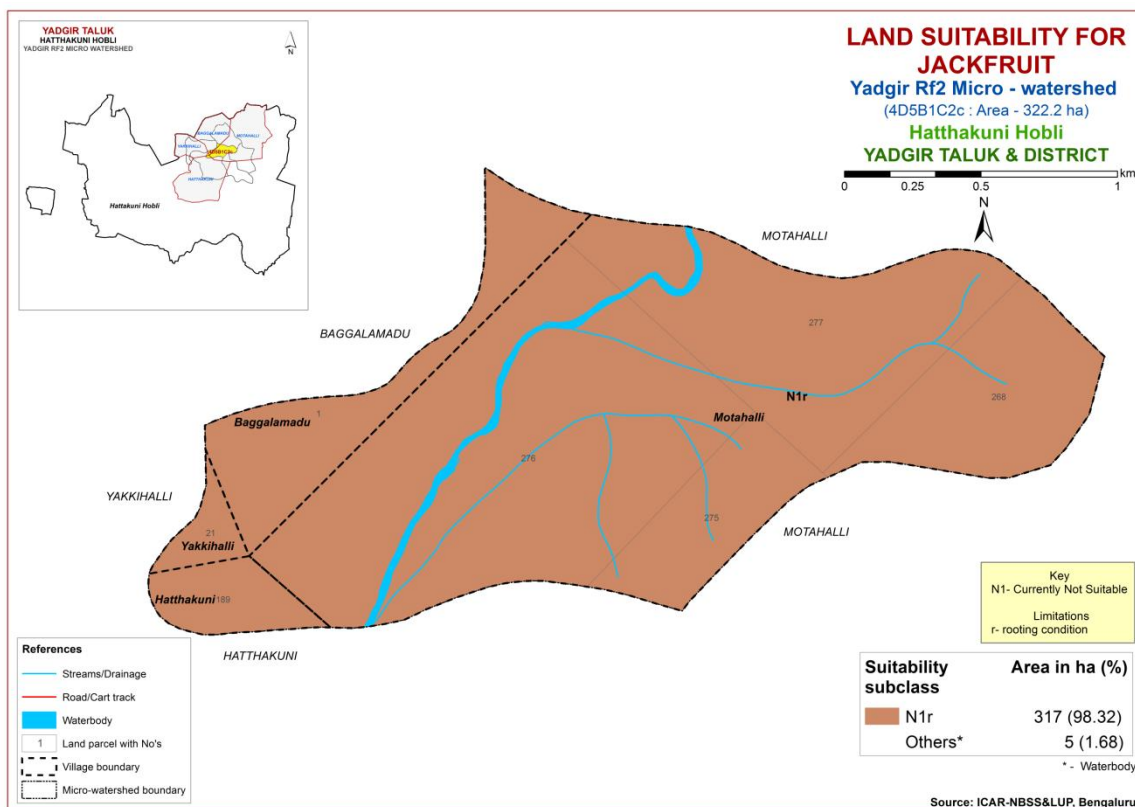 YADGIR TALUK
HATTHAKUNI HOBLI
YADGIR RF2 MICRO WATERSHED
N
BAGGALAMADU
MOTAHALLI
HATTHAKUNI
Hattakuni Hobli
LAND SUITABILITY FOR
JACKFRUIT
Yadgir Rf2 Micro - watershed
(4D5B1C2c : Area - 322.2 ha)
Hatthakuni Hobli
YADGIR TALUK & DISTRICT
km
0 0.25 0.5 1
N
MOTAHALLI
BAGGALAMADU
277
N1r
268
Motahalli
1
Baggalamadu
276
YAKKIHALLI
275
MOTAHALLI
21
Yakkihalli
Hatthakuni 189
HATTHAKUNI
Key
N1- Currently Not Suitable
Limitations
r- rooting condition
References
Streams/Drainage
Road/Cart track
Waterbody
1 Land parcel with No's
Village boundary
Micro-watershed boundary
Suitability subclass Area in ha (%)
N1r 317 (98.32)
Others* 5 (1.68)
* - Waterbody
Source: ICAR-NBSS&LUP, Bengaluru